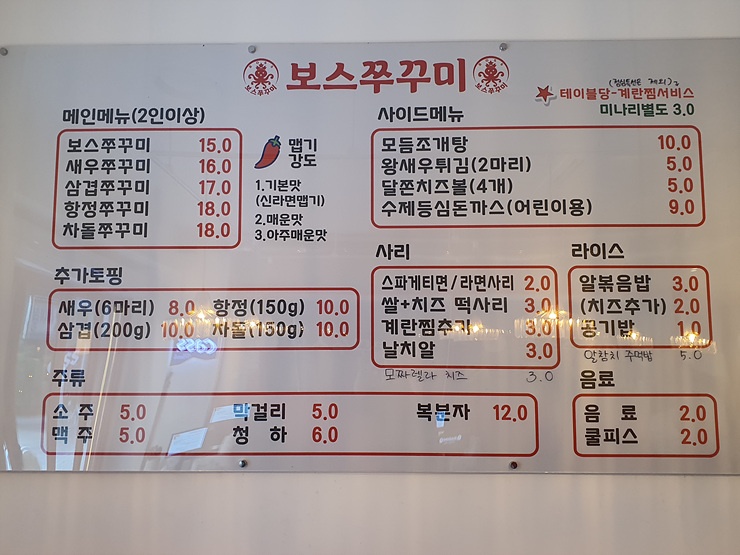 보스쭈꾸미
보스쭈꾸미
보스쭈꾸미
(점심특선은 제외)
테이블당-계란찜서비스
미나리별도 3.0
메인메뉴(2인이상)
보스쭈꾸미 15.0
새우쭈꾸미 16.0
삼겹쭈꾸미 17.0
항정쭈꾸미 18.0
차돌쭈꾸미 18.0
맵기
강도
1.기본맛
(신라면맵기)
2.매운맛
3.아주매운맛
사이드메뉴
모듬조개탕 10.0
왕새우튀김(2마리) 5.0
달쫀치즈볼(4개) 5.0
수제등심돈까스(어린이용) 9.0
추가토핑
새우(6마리) 8.0 항정(150g) 10.0
삼겹(200g) 10.0 차돌(150g) 10.0
사리
스파게티면/라면사리 2.0
쌀+치즈 떡사리 3.0
계란찜추가 3.0
날치알 3.0
모짜렐라 치즈 3.0
라이스
알볶음밥 3.0
(치즈추가) 2.0
공기밥 1.0
알참치 주먹밥 5.0
주류
소주 5.0 막걸리 5.0 복분자 12.0
맥주 5.0 청하 6.0
음료
음료 2.0
쿨피스 2.0